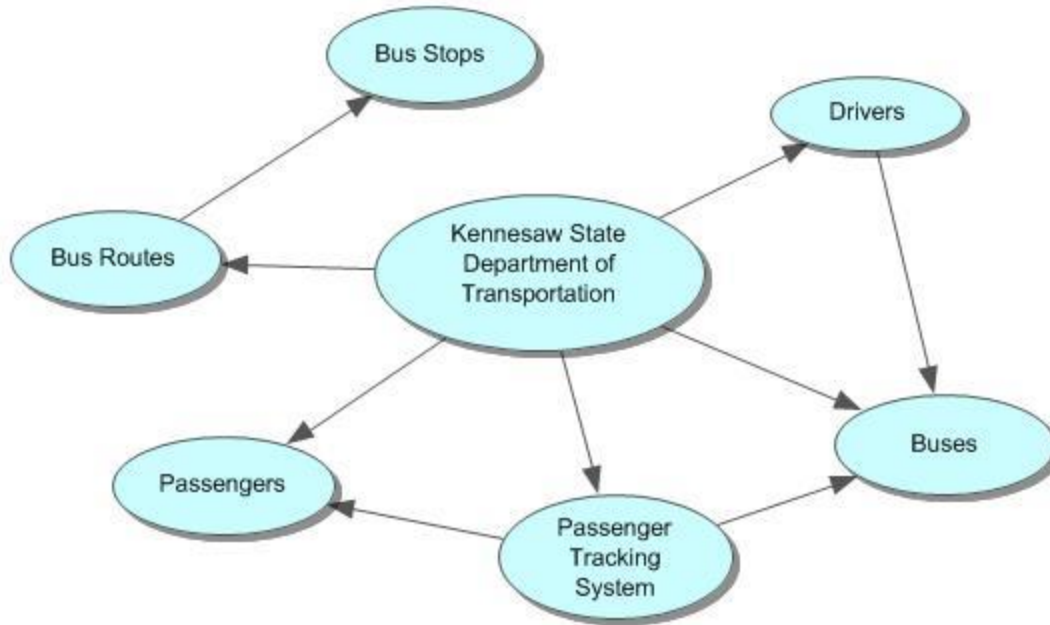 Bus Stops
Drivers
Kennesaw State
Department of
Transportation
Bus Routes
Buses
Passengers
Passenger
Tracking
System